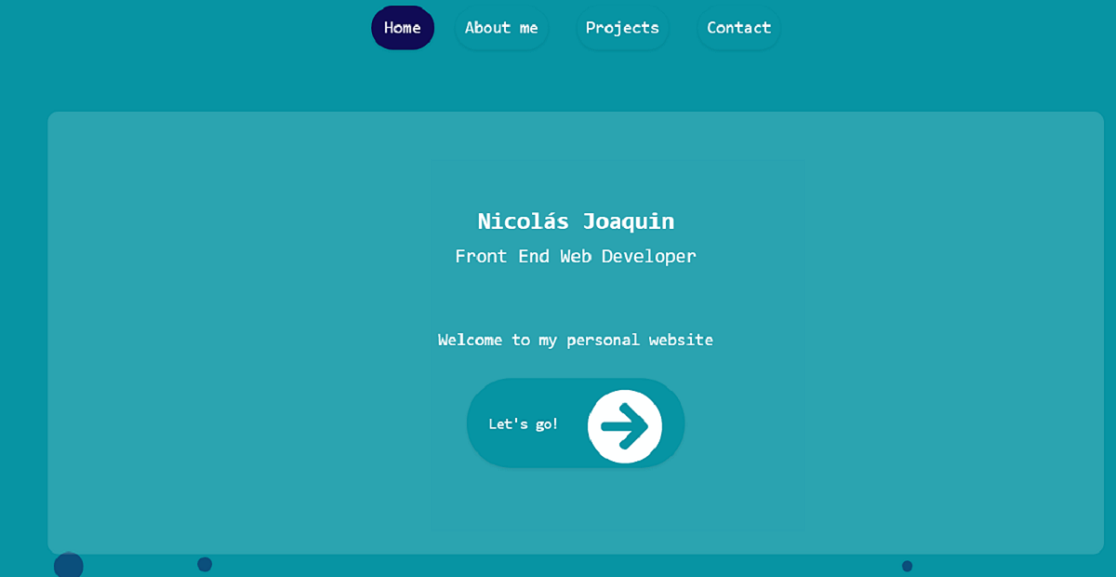 Home About me Projects Contact
Nicolás Joaquin
Front End Web Developer
Welcome to my personal website
Let's go!